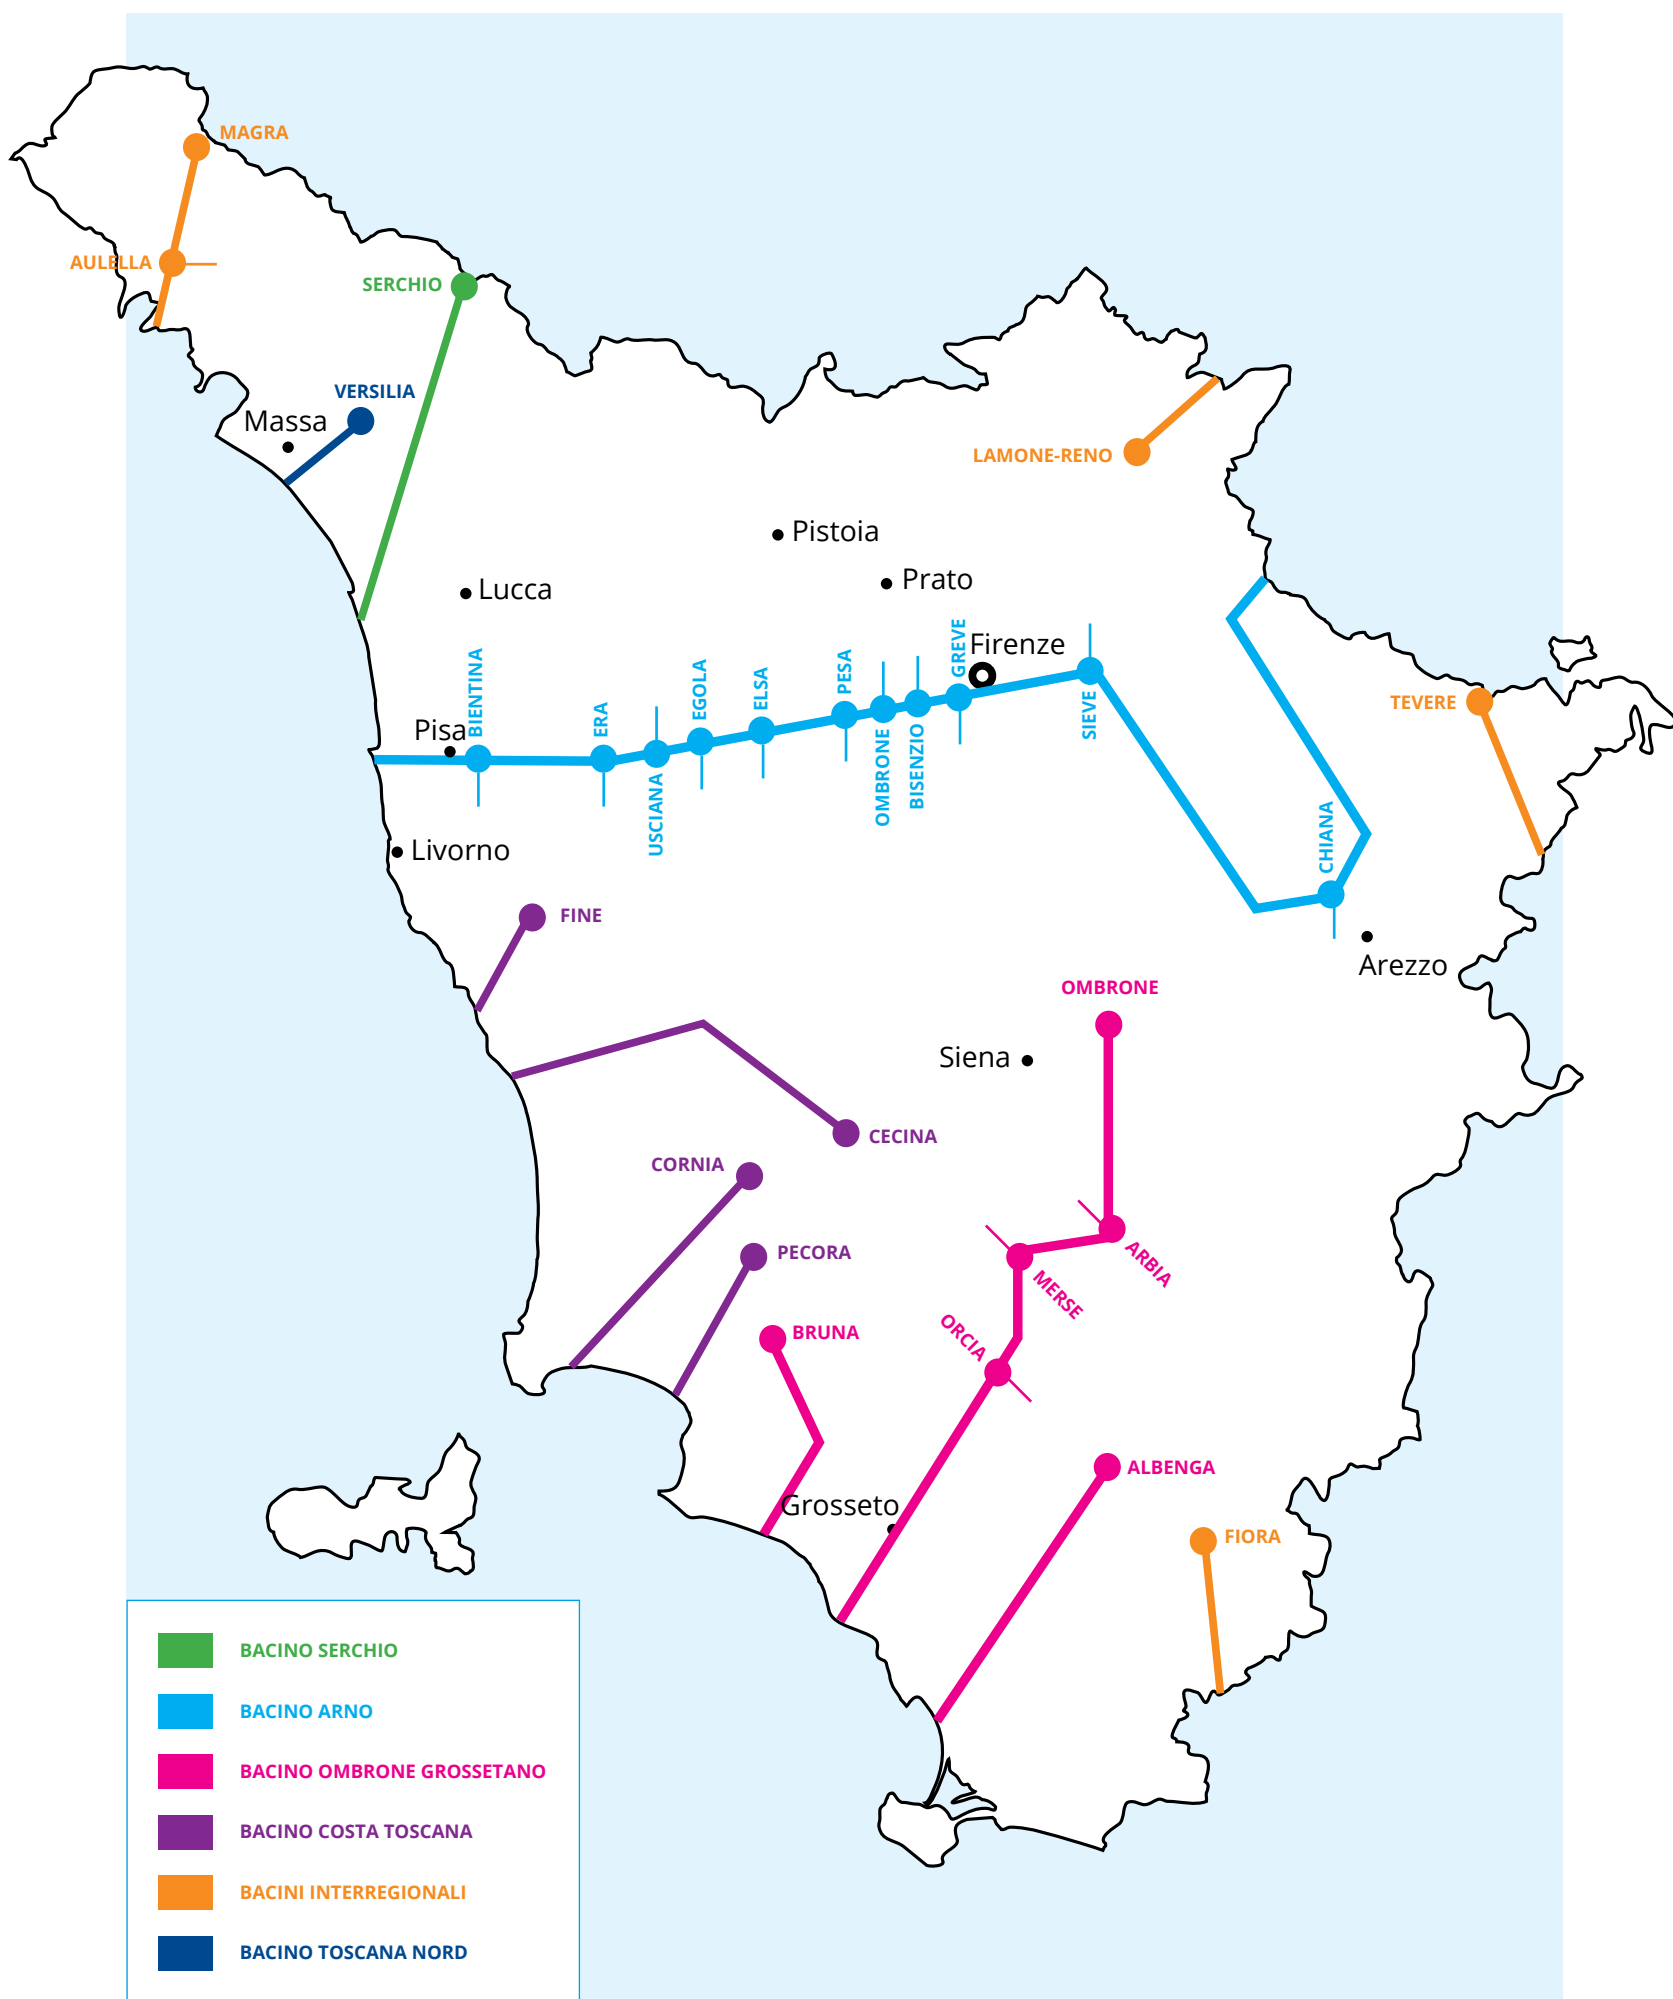 MAGRA
AULELLA
SERCHIO
VERSILIA
Massa
LAMONE-RENO
Pistoia
Prato
Lucca
Firenze
GREVE
BIENTINA
EGOLA
PESA
ELSA
ERA
Pisa
SIEVE
TEVERE
OMBRONE
BISENZIO
USCIANA
CHIANA
Livorno
FINE
Arezzo
OMBRONE
Siena
CECINA
CORNIA
PECORA
ARBIA
MERSE
ORCIA
BRUNA
ALBENGA
Grosseto
FIORA
BACINO SERCHIO
BACINO ARNO
BACINO OMBRONE GROSSETANO
BACINO COSTA TOSCANA
BACINI INTERREGIONALI
BACINO TOSCANA NORD